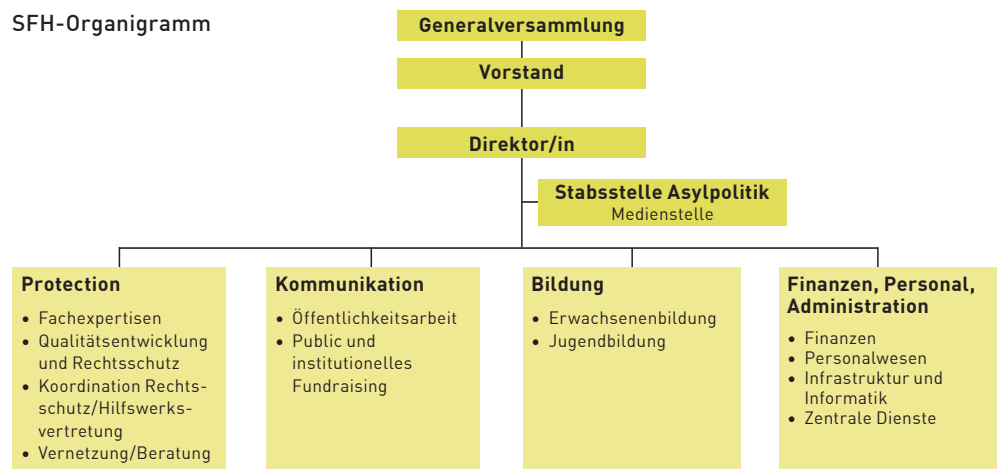 SFH-Organigramm
Generalversammlung
Vorstand
Direktor/in
Stabsstelle Asylpolitik
Medienstelle
Protection
• Fachexpertisen
• Qualitätsentwicklung
und Rechtsschutz
• Koordination Rechts-
schutz/Hilfswerks-
vertretung
• Vernetzung/Beratung
Kommunikation
• Öffentlichkeitsarbeit
• Public und
institutionelles
Fundraising
Bildung
• Erwachsenenbildung
• Jugendbildung
Finanzen, Personal,
Administration
• Finanzen
• Personalwesen
• Infrastruktur und
Informatik
• Zentrale Dienste